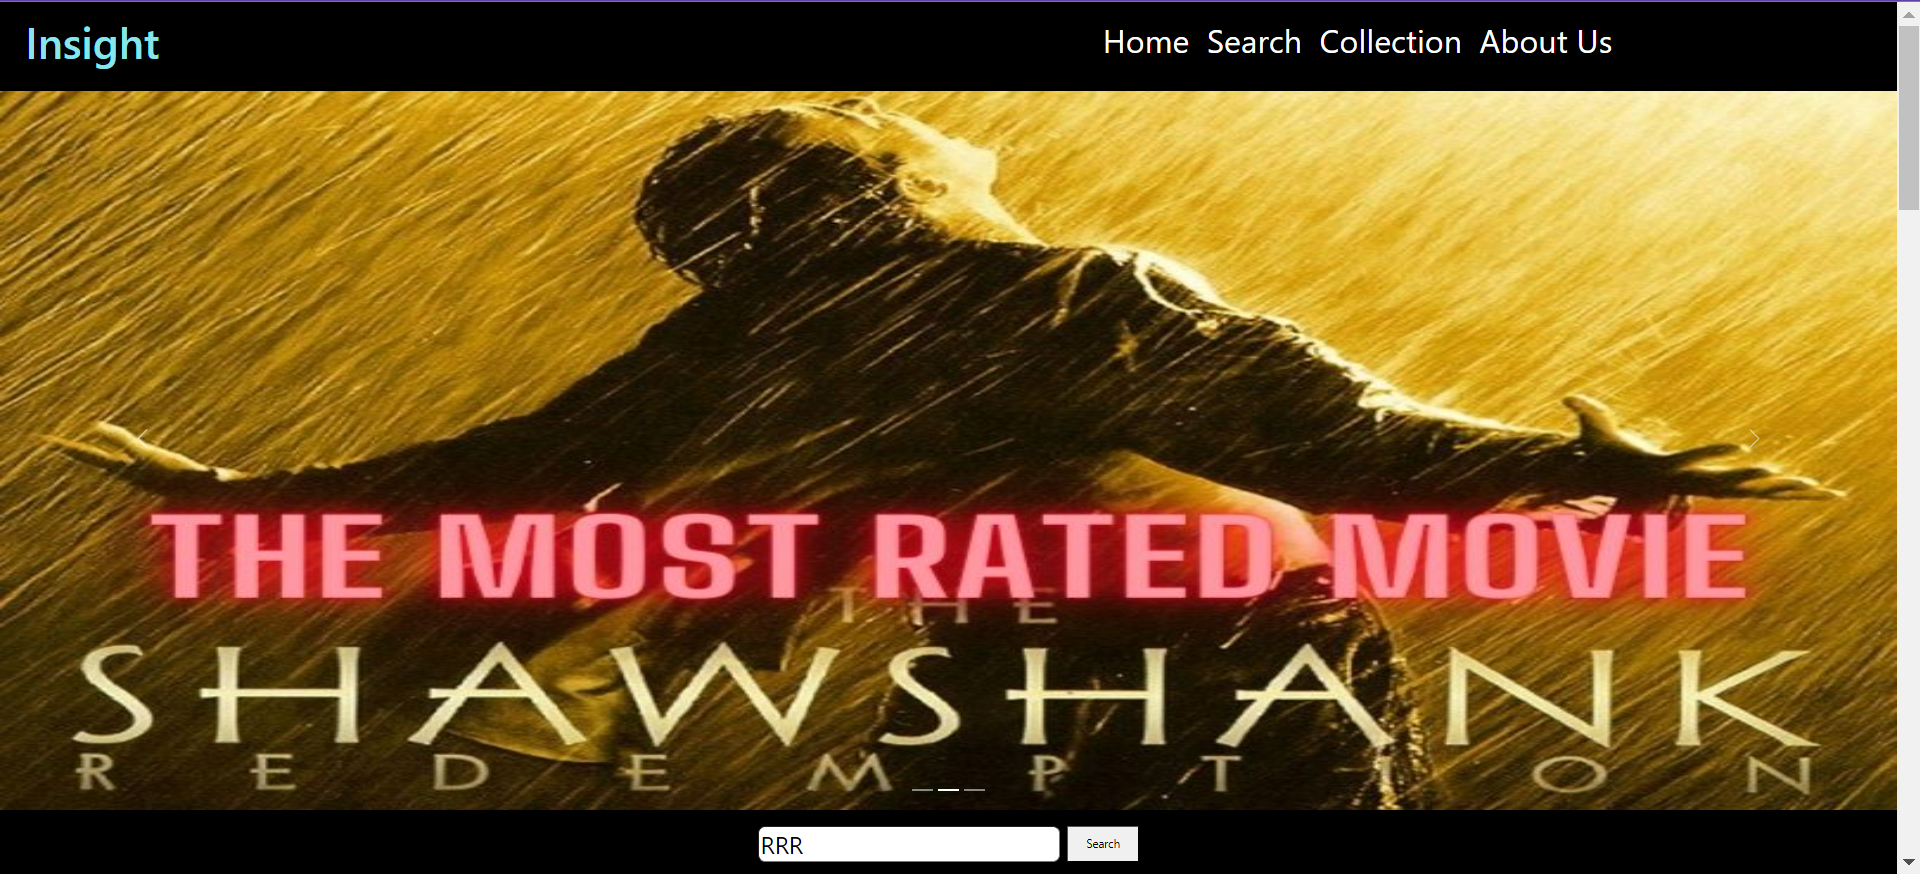 Insight
Home Search Collection About Us
THE MOST RATED MOVIE
THE
SHAWSHANK
REDEMPTION
RRR
Search